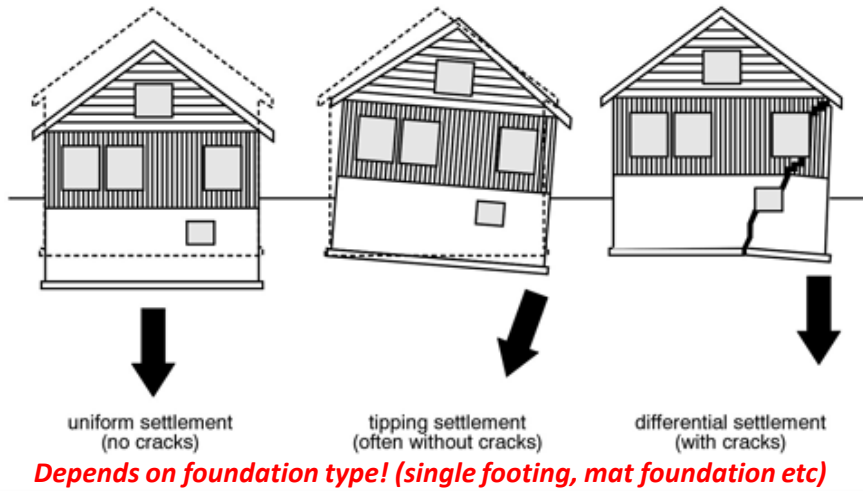 uniform settlement
(no cracks)
tipping settlement
(often without cracks)
differential settlement
(with cracks)
Depends on foundation type! (single footing, mat foundation etc)